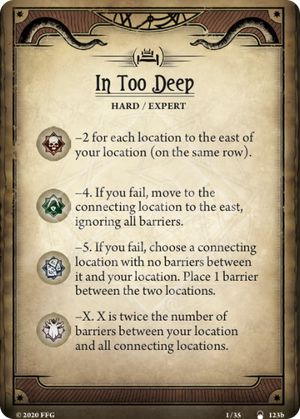 In Too Deep
HARD / EXPERT
–2 for each location to the east of
your location (on the same row).
–4. If you fail, move to the
connecting location to the east,
ignoring all barriers.
–5. If you fail, choose a connecting
location with no barriers between
it and your location. Place 1 barrier
between the two locations.
–X. X is twice the number of
barriers between your location
and all connecting locations.
© 2020 FFG 1/35 123b